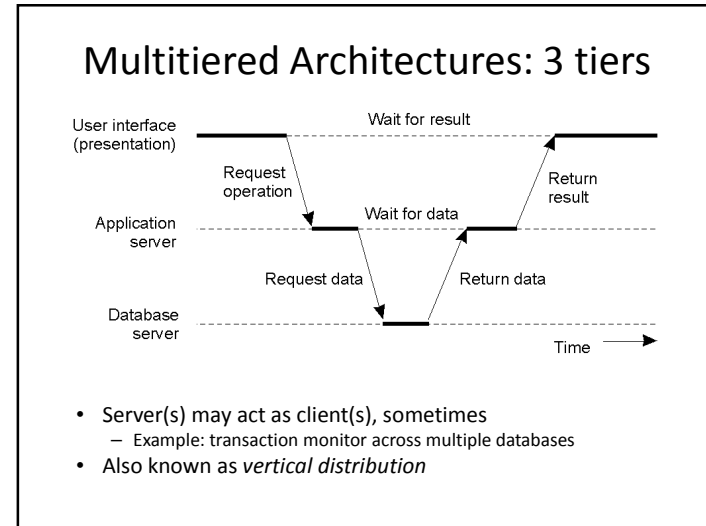 Multitiered Architectures: 3 tiers
User interface
(presentation)
Wait for result
Request
operation
Return
result
Application
server
Wait for data
Request data
Return data
Database
server
Time
• Server(s) may act as client(s), sometimes
– Example: transaction monitor across multiple databases
• Also known as vertical distribution